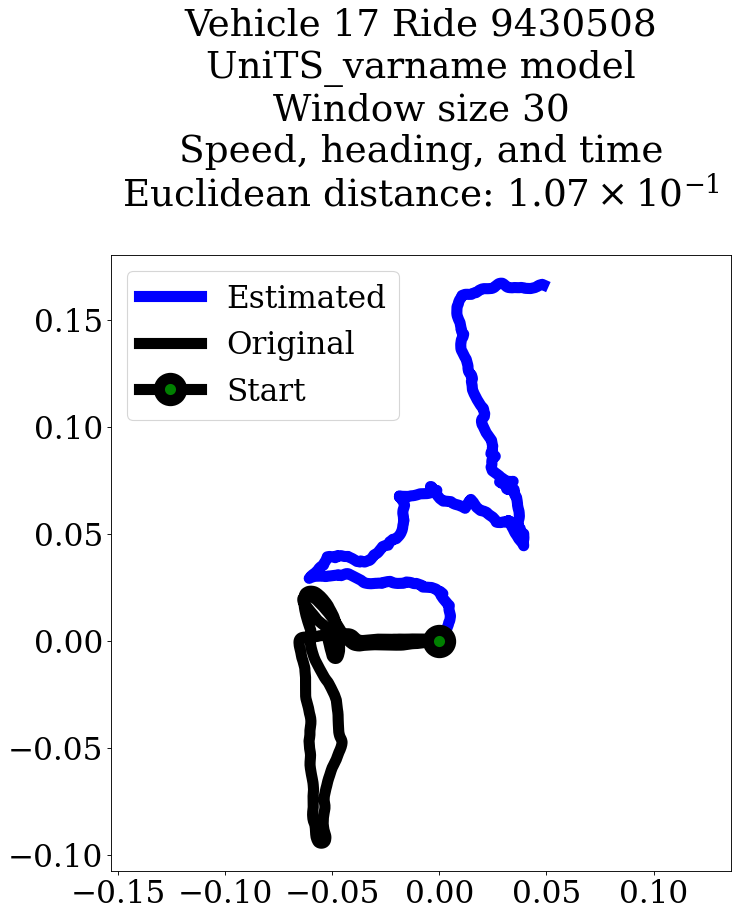 Vehicle 17 Ride 9430508
UniTS_varname model
Window size 30
Speed, heading, and time
Euclidean distance: 1.07 × 10⁻¹
Estimated
Original
Start
0.15
0.10
0.05
0.00
−0.05
−0.10
−0.15 −0.10 −0.05 0.00 0.05 0.10